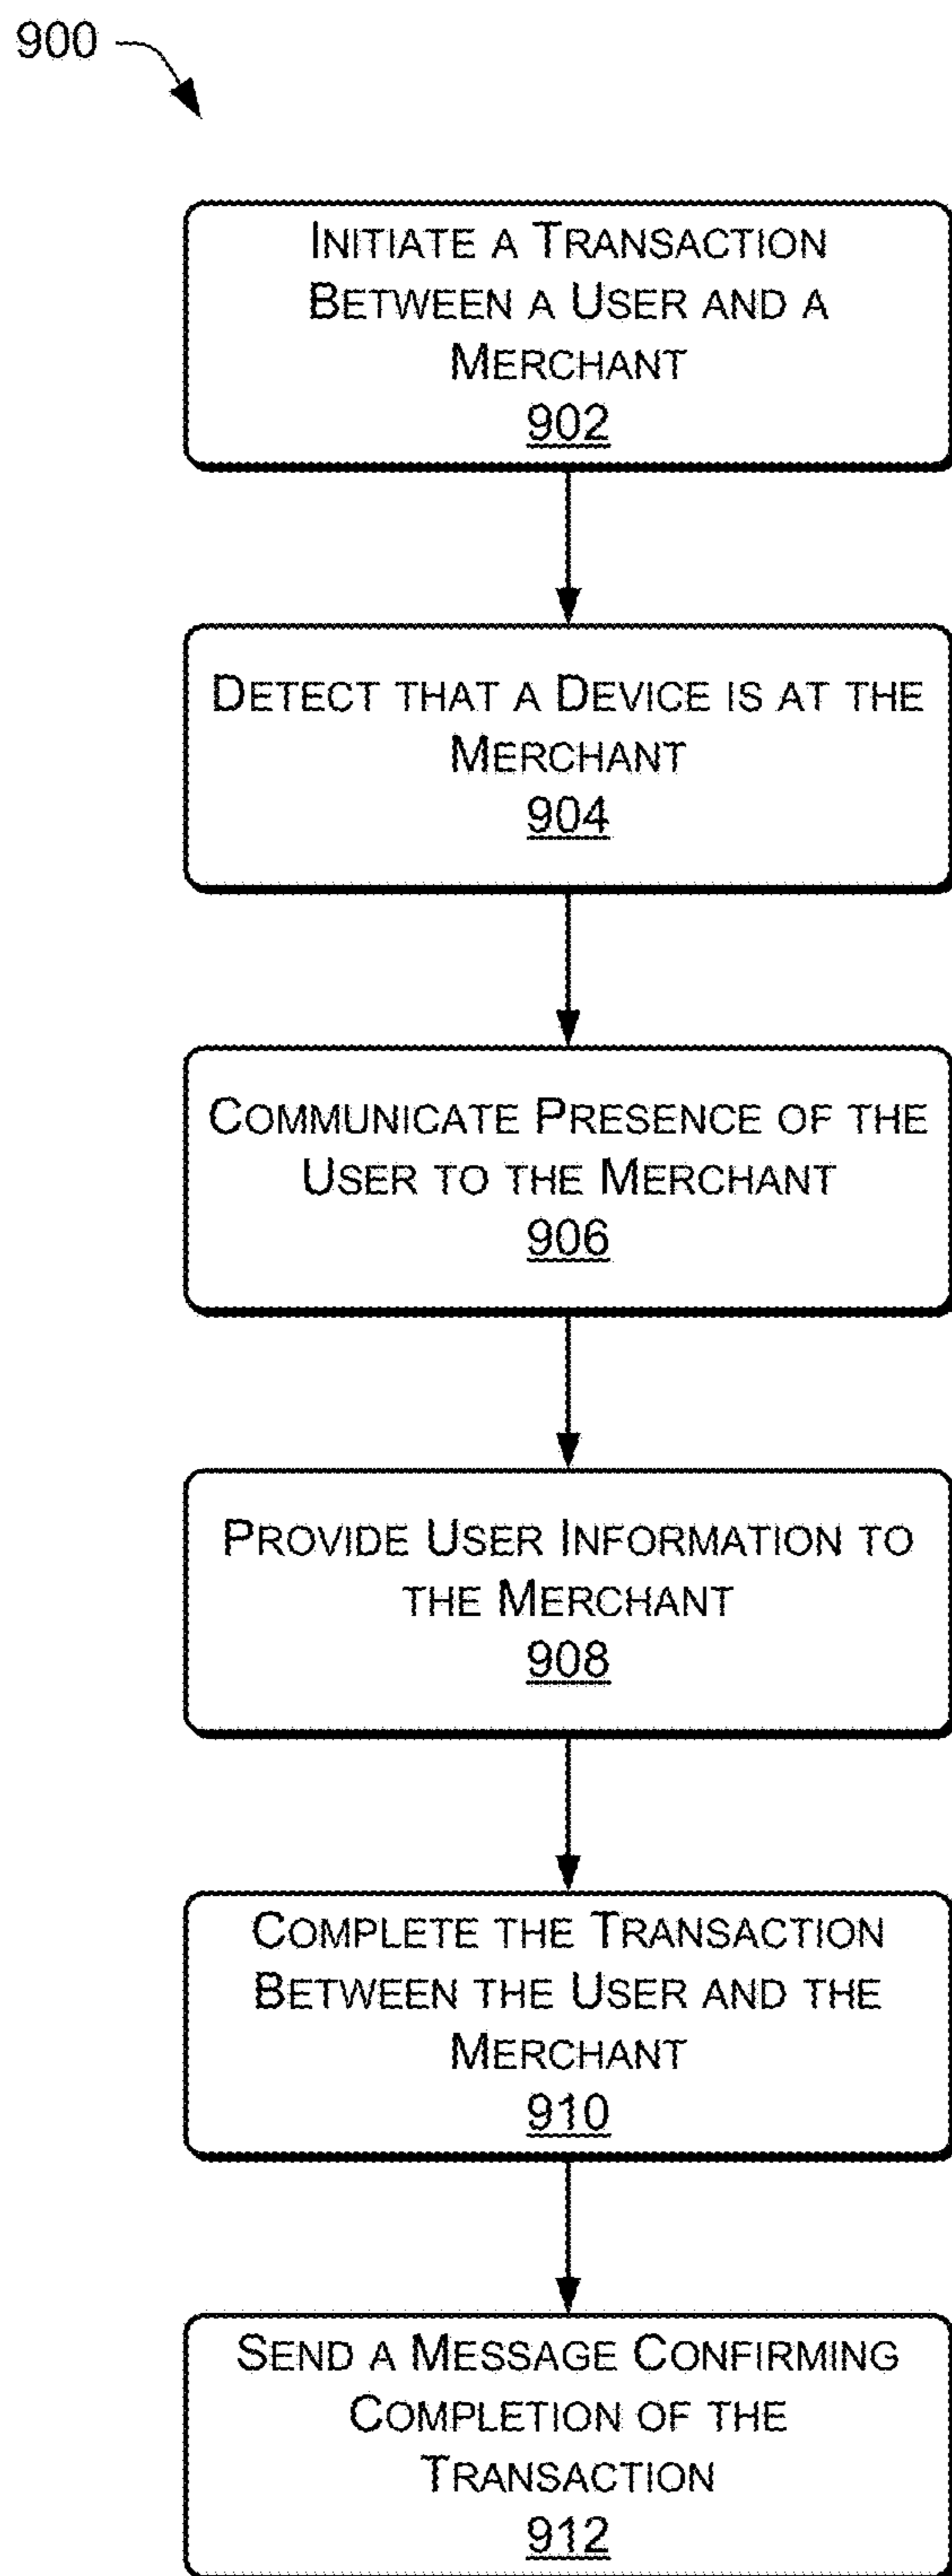 900
INITIATE A TRANSACTION
BETWEEN A USER AND A
MERCHANT
902
DETECT THAT A DEVICE IS AT THE
MERCHANT
904
COMMUNICATE PRESENCE OF THE
USER TO THE MERCHANT
906
PROVIDE USER INFORMATION TO
THE MERCHANT
908
COMPLETE THE TRANSACTION
BETWEEN THE USER AND THE
MERCHANT
910
SEND A MESSAGE CONFIRMING
COMPLETION OF THE
TRANSACTION
912